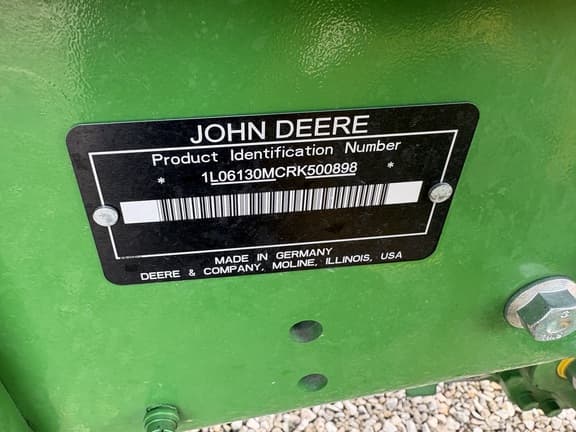 JOHN DEERE
Product Identification Number
* 1L06130MCRK500898 *
MADE IN GERMANY
DEERE & COMPANY, MOLINE, ILLINOIS, USA